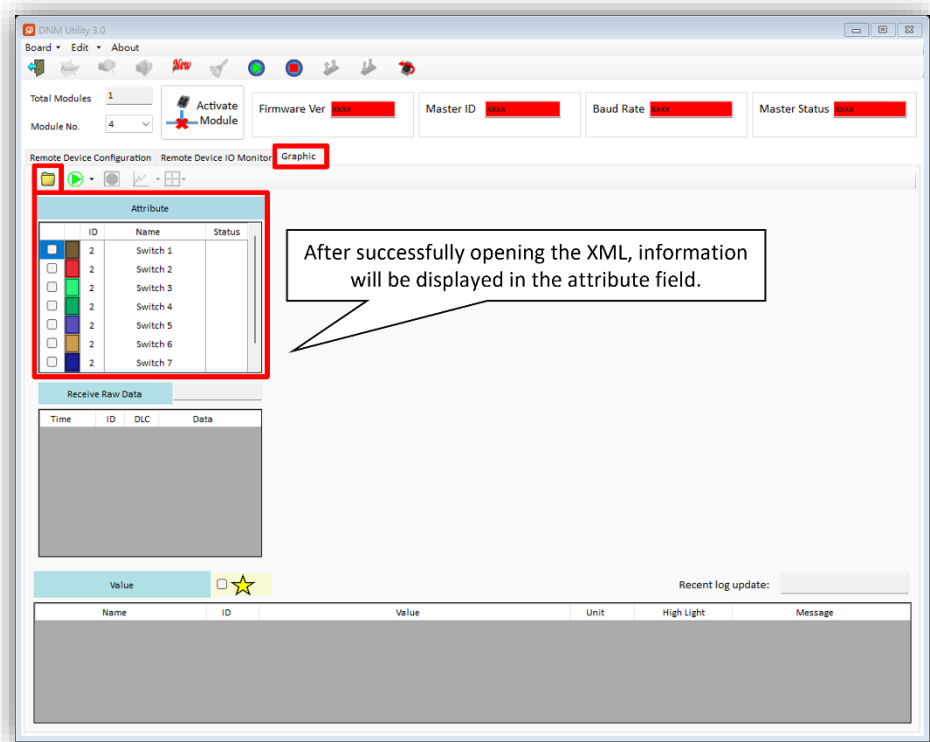 DNM Utility 3.0
Board Edit About
Reset New
Total Modules 1
Module No. 4
Activate
Module
Firmware Ver xxxx
Master ID xxxx
Baud Rate xxxx
Master Status xxxx
Remote Device Configuration Remote Device IO Monitor Graphic
Attribute
ID Name Status
2 Switch 1
2 Switch 2
2 Switch 3
2 Switch 4
2 Switch 5
2 Switch 6
2 Switch 7
After successfully opening the XML, information
will be displayed in the attribute field.
Receive Raw Data
Time ID DLC Data
Value
Recent log update:
Name ID Value Unit High Light Message